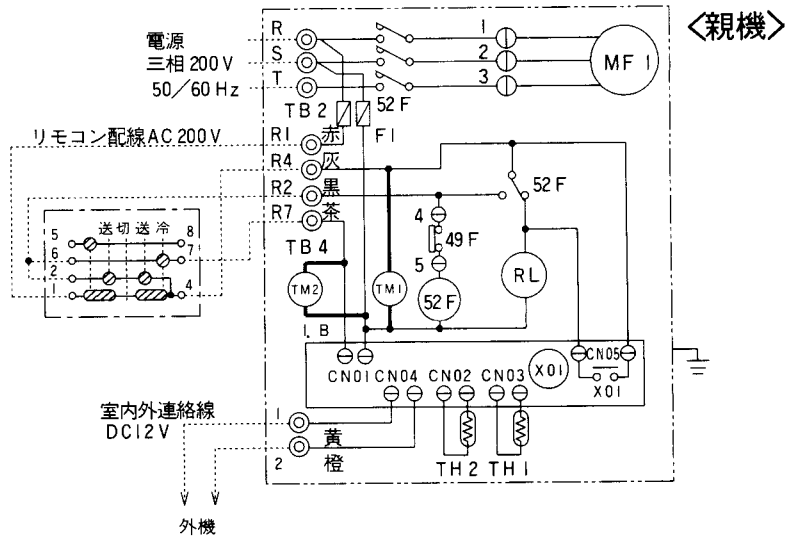 〈親機〉
電源
三相200V
50/60Hz
R
S
T
1
2
3
MF1
TB2
52F
F1
リモコン配線AC200V
R1
赤
R4
灰
R2
黒
R7
茶
TB4
52F
4
49F
5
52F
RL
TM2
TM1
送切送冷
5
6
2
1
8
7
4
I.B
CN01
CN04
CN02
CN03
X01
CN05
X01
室内外連絡線
DC12V
1
黄
2
橙
TH2
TH1
外機